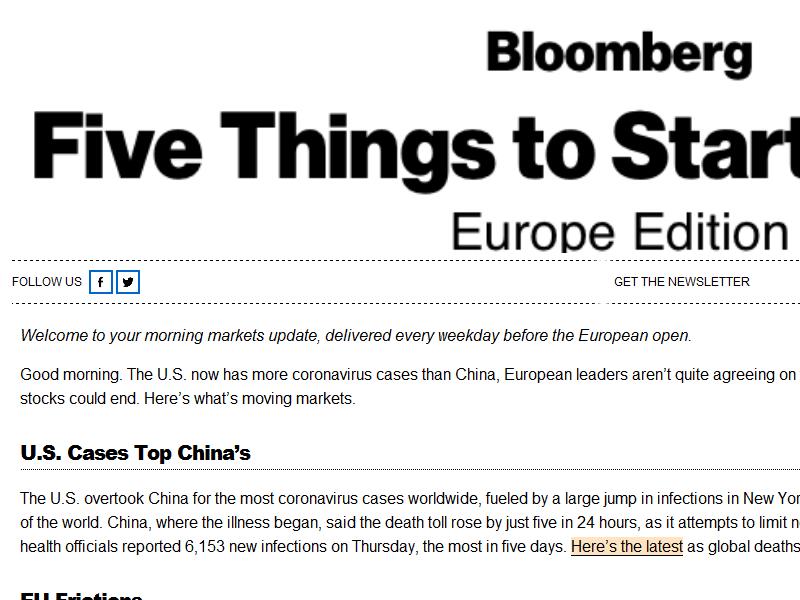 Bloomberg
Five Things to Start
Europe Edition
FOLLOW US
GET THE NEWSLETTER
Welcome to your morning markets update, delivered every weekday before the European open.
Good morning. The U.S. now has more coronavirus cases than China, European leaders aren’t quite agreeing on
stocks could end. Here’s what’s moving markets.
U.S. Cases Top China’s
The U.S. overtook China for the most coronavirus cases worldwide, fueled by a large jump in infections in New Yor
of the world. China, where the illness began, said the death toll rose by just five in 24 hours, as it attempts to limit n
health officials reported 6,153 new infections on Thursday, the most in five days. Here’s the latest as global deaths
EU Frictions